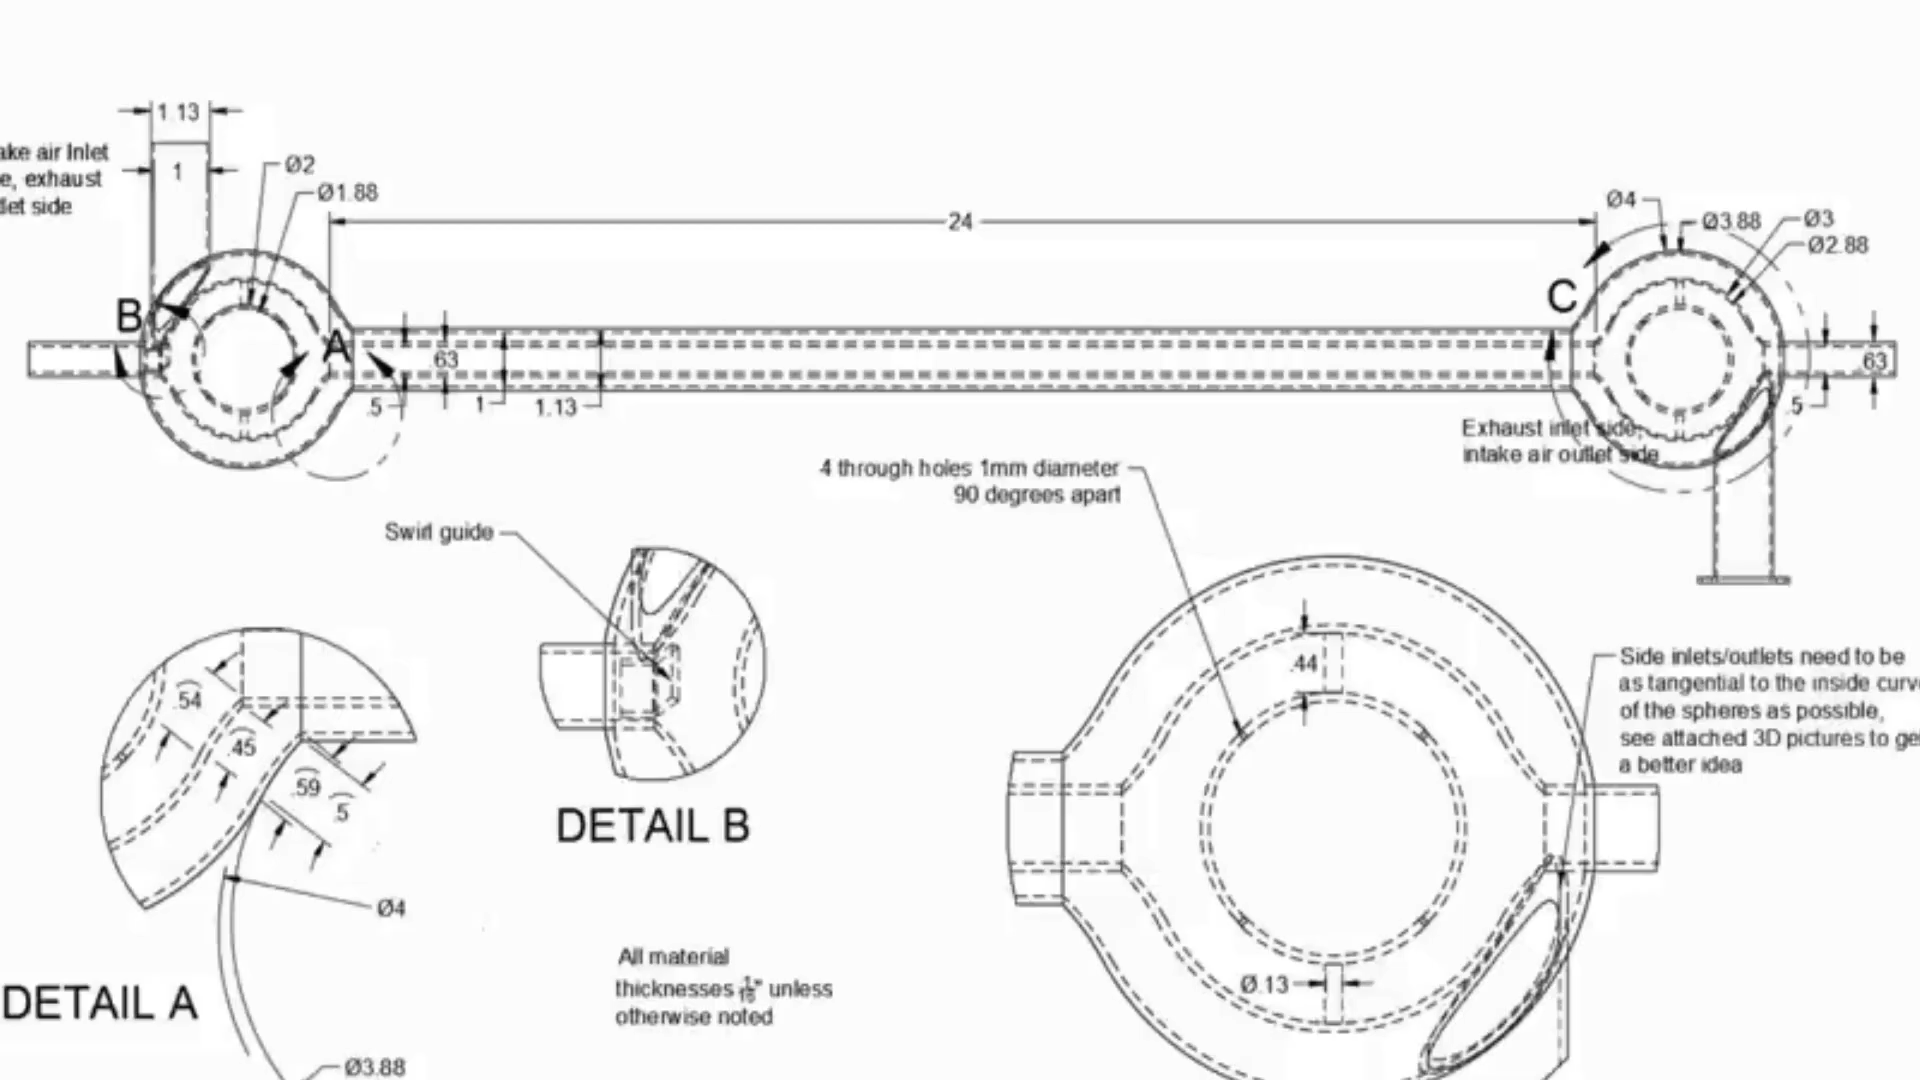 1.13
ake air Inlet
e, exhaust
let side
1
Ø2
Ø1.88
24
Ø4
Ø3.88
Ø3
Ø2.88
B
A
C
.63
.5
1
1.13
.63
.5
Exhaust inlet side,
intake air outlet side
4 through holes 1mm diameter
90 degrees apart
Swirl guide
.44
Side inlets/outlets need to be
as tangential to the inside curv
of the spheres as possible,
see attached 3D pictures to ge
a better idea
.54
.45
.59
.5
DETAIL B
Ø4
All material
thicknesses 1/16" unless
otherwise noted
Ø.13
DETAIL A
Ø3.88